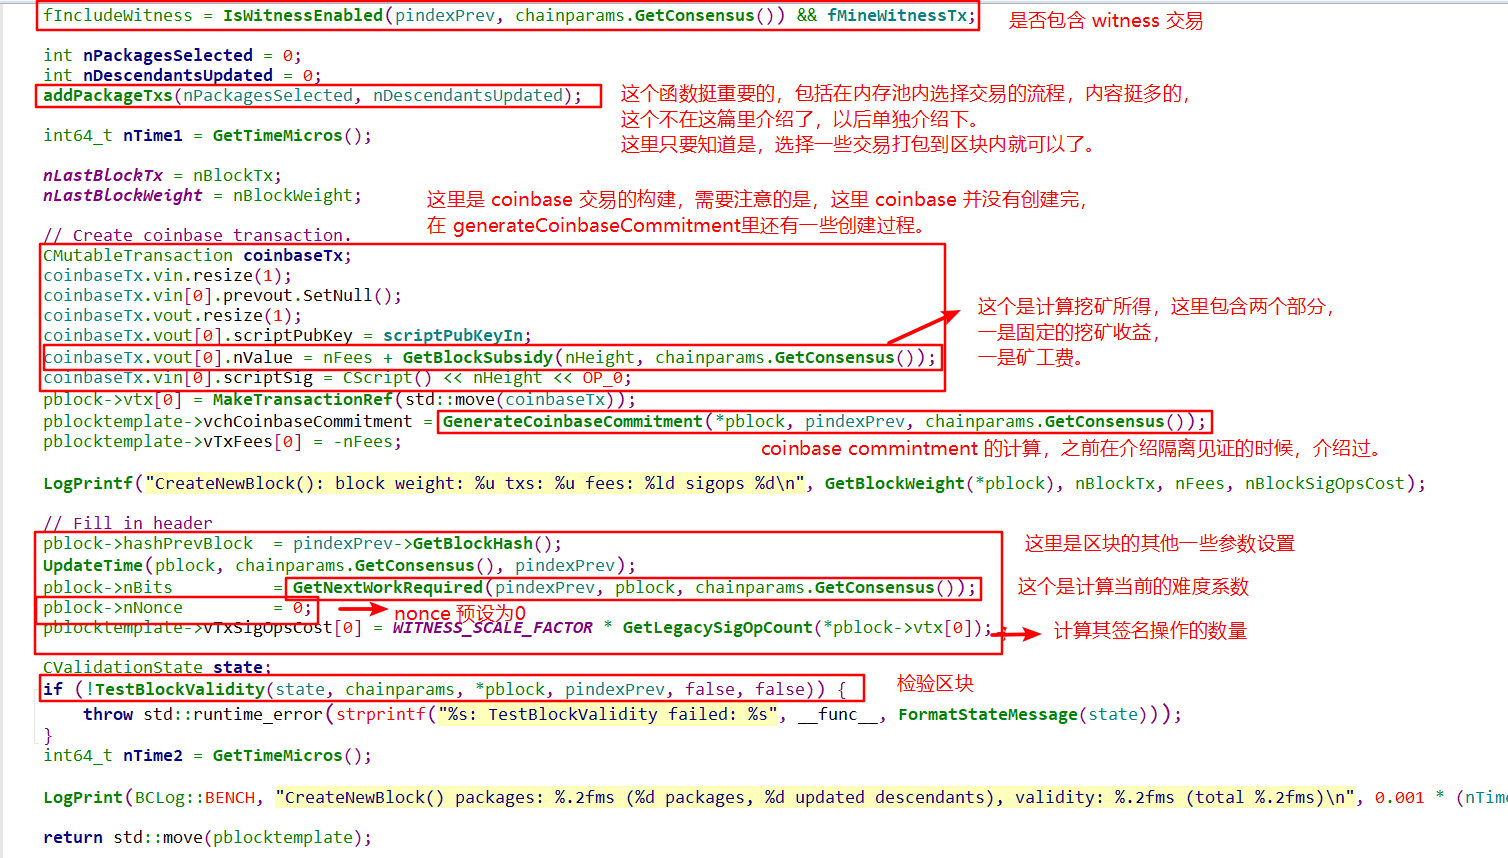 fIncludeWitness = IsWitnessEnabled(pindexPrev, chainparams.GetConsensus()) && fMineWitnessTx;
是否包含 witness 交易
int nPackagesSelected = 0;
int nDescendantsUpdated = 0;
addPackageTxs(nPackagesSelected, nDescendantsUpdated);
这个函数挺重要的，包括在内存池内选择交易的流程，内容挺多的，
这个不在这篇里介绍了，以后单独介绍下。
这里只要知道是，选择一些交易打包到区块内就可以了。
int64_t nTime1 = GetTimeMicros();
nLastBlockTx = nBlockTx;
nLastBlockWeight = nBlockWeight;
这里是 coinbase 交易的构建，需要注意的是，这里 coinbase 并没有创建完，
在 generateCoinbaseCommitment里还有一些创建过程。
// Create coinbase transaction.
CMutableTransaction coinbaseTx;
coinbaseTx.vin.resize(1);
coinbaseTx.vin[0].prevout.SetNull();
coinbaseTx.vout.resize(1);
coinbaseTx.vout[0].scriptPubKey = scriptPubKeyIn;
coinbaseTx.vout[0].nValue = nFees + GetBlockSubsidy(nHeight, chainparams.GetConsensus());
coinbaseTx.vin[0].scriptSig = CScript() << nHeight << OP_0;
这个是计算挖矿所得，这里包含两个部分，
一是固定的挖矿收益，
一是矿工费。
pblock->vtx[0] = MakeTransactionRef(std::move(coinbaseTx));
pblocktemplate->vchCoinbaseCommitment = GenerateCoinbaseCommitment(*pblock, pindexPrev, chainparams.GetConsensus());
pblocktemplate->vTxFees[0] = -nFees;
coinbase commintment 的计算，之前在介绍隔离见证的时候，介绍过。
LogPrintf("CreateNewBlock(): block weight: %u txs: %u fees: %ld sigops %d\n", GetBlockWeight(*pblock), nBlockTx, nFees, nBlockSigOpsCost);
// Fill in header
pblock->hashPrevBlock = pindexPrev->GetBlockHash();
这里是区块的其他一些参数设置
UpdateTime(pblock, chainparams.GetConsensus(), pindexPrev);
pblock->nBits = GetNextWorkRequired(pindexPrev, pblock, chainparams.GetConsensus());
这个是计算当前的难度系数
pblock->nNonce = 0;
nonce 预设为0
pblocktemplate->vTxSigOpsCost[0] = WITNESS_SCALE_FACTOR * GetLegacySigOpCount(*pblock->vtx[0]);
计算其签名操作的数量
CValidationState state;
if (!TestBlockValidity(state, chainparams, *pblock, pindexPrev, false, false)) {
检验区块
throw std::runtime_error(strprintf("%s: TestBlockValidity failed: %s", __func__, FormatStateMessage(state)));
}
int64_t nTime2 = GetTimeMicros();
LogPrint(BCLog::BENCH, "CreateNewBlock() packages: %.2fms (%d packages, %d updated descendants), validity: %.2fms (total %.2fms)\n", 0.001 * (nTime
return std::move(pblocktemplate);